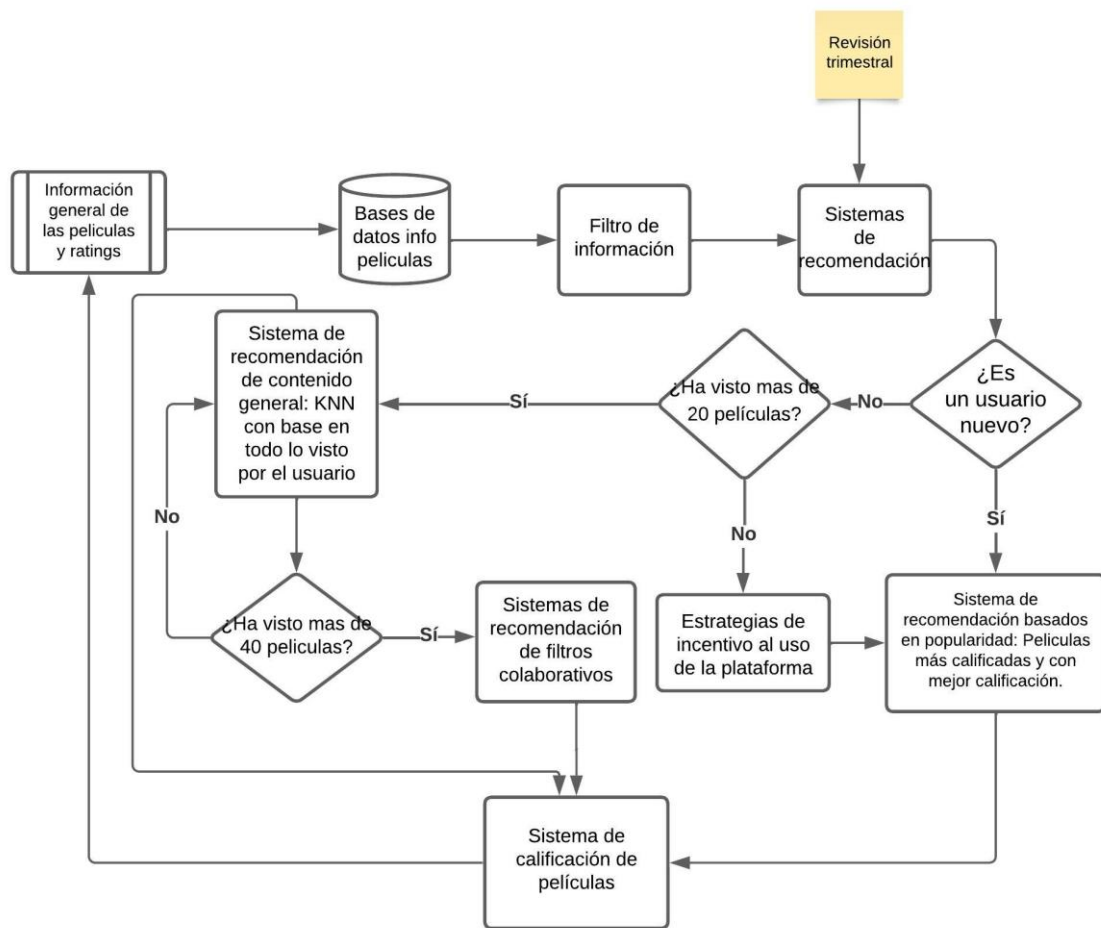 Revisión
trimestral
Información
general de
las peliculas
y ratings
Bases de
datos info
peliculas
Filtro de
información
Sistemas
de
recomendación
Sistema de
recomendación
de contenido
general: KNN
con base en
todo lo visto
por el usuario
Sí
¿Ha visto mas de
20 películas?
No
¿Es
un usuario
nuevo?
No
No
Sí
¿Ha visto mas de
40 peliculas?
Sí
Sistemas de
recomendación
de filtros
colaborativos
Estrategias de
incentivo al uso
de la plataforma
Sistema de
recomendación basados
en popularidad: Peliculas
más calificadas y con
mejor calificación.
Sistema de
calificación de
películas